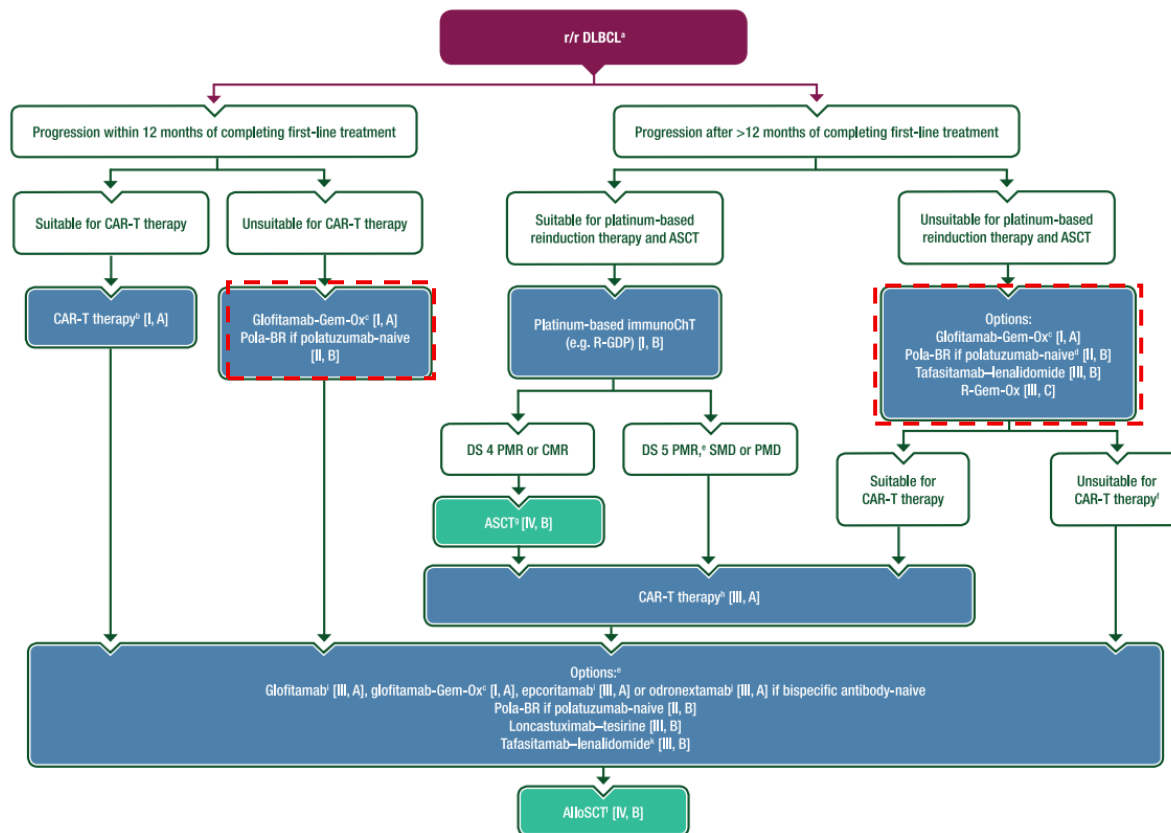 r/r DLBCLᵃ
Progression within 12 months of completing first-line treatment
Progression after >12 months of completing first-line treatment
Suitable for CAR-T therapy
Unsuitable for CAR-T therapy
Suitable for platinum-based
reinduction therapy and ASCT
Unsuitable for platinum-based
reinduction therapy and ASCT
CAR-T therapyᵇ [I, A]
Glofitamab-Gem-Oxᶜ [I, A]
Pola-BR if polatuzumab-naive
[II, B]
Platinum-based immunoChT
(e.g. R-GDP) [I, B]
Options:
Glofitamab-Gem-Oxᶜ [I, A]
Pola-BR if polatuzumab-naiveᵈ [II, B]
Tafasitamab–lenalidomide [III, B]
R-Gem-Ox [III, C]
DS 4 PMR or CMR
DS 5 PMR,ᵉ SMD or PMD
Suitable for
CAR-T therapy
Unsuitable for
CAR-T therapyᶠ
ASCTᵍ [IV, B]
CAR-T therapyʰ [III, A]
Options:ᵉ
Glofitamabⁱ [III, A], glofitamab-Gem-Oxᶜ [I, A], epcoritamabⁱ [III, A] or odronextamabʲ [III, A] if bispecific antibody-naive
Pola-BR if polatuzumab-naive [II, B]
Loncastuximab–tesirine [III, B]
Tafasitamab–lenalidomideᵏ [III, B]
AlloSCTˡ [IV, B]